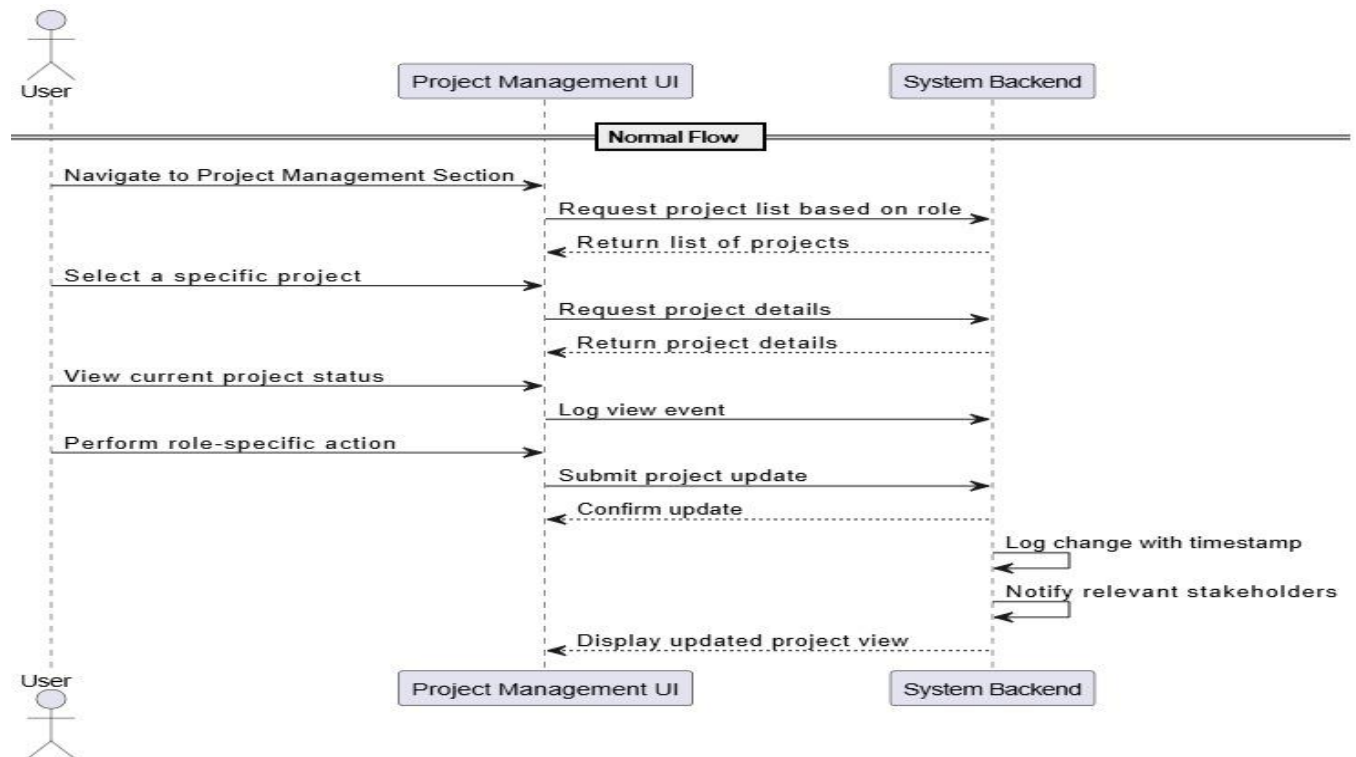 User
Project Management UI
System Backend
Normal Flow
Navigate to Project Management Section
Request project list based on role
Return list of projects
Select a specific project
Request project details
Return project details
View current project status
Log view event
Perform role-specific action
Submit project update
Confirm update
Log change with timestamp
Notify relevant stakeholders
Display updated project view
User
Project Management UI
System Backend